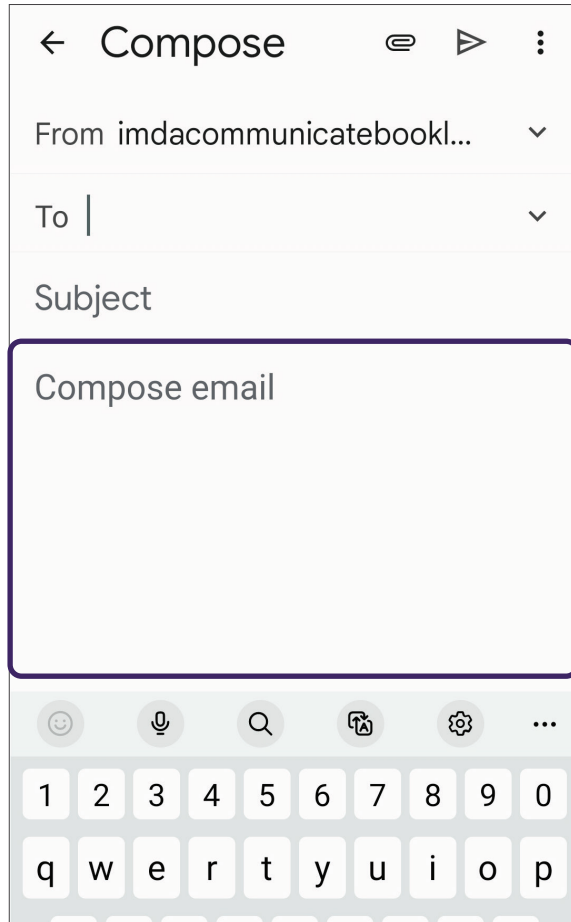 Compose
From imdacommunicatebookl...
To
Subject
Compose email
1 2 3 4 5 6 7 8 9 0
q w e r t y u i o p